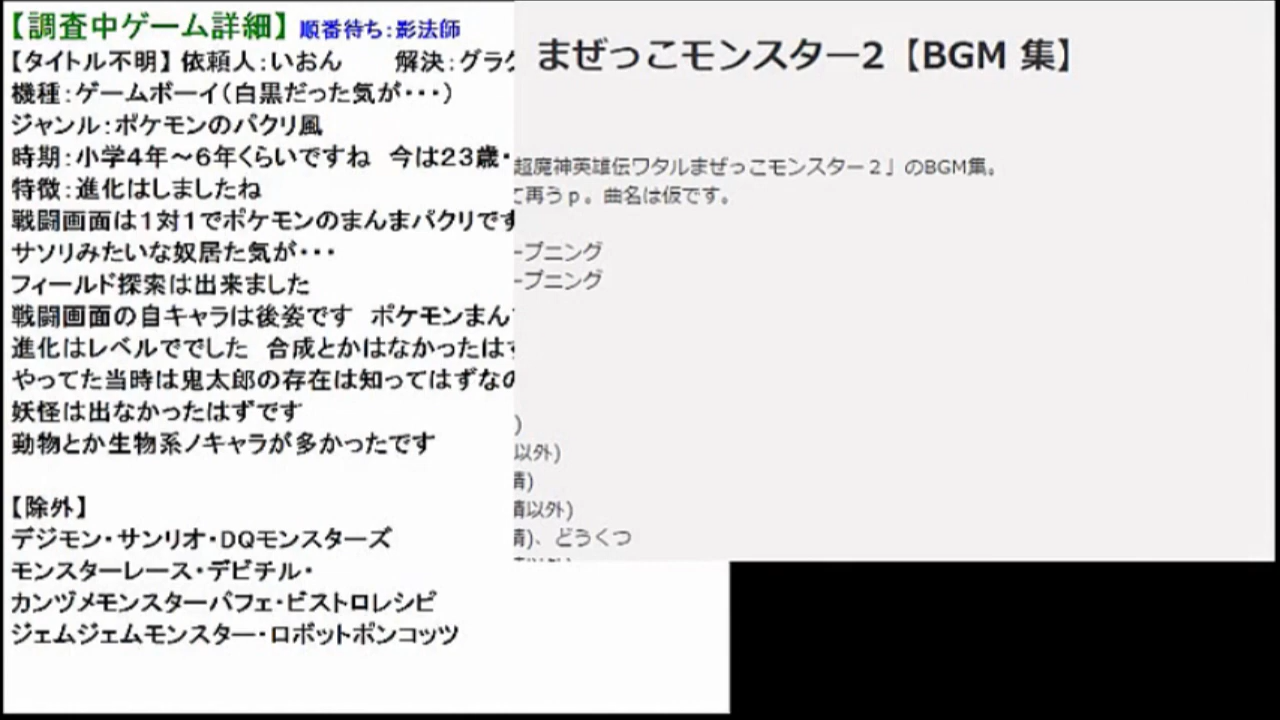 【調査中ゲーム詳細】 順番待ち：影法師
【タイトル不明】 依頼人：いおん　解決：グラ
機種：ゲームボーイ（白黒だった気が・・・）
ジャンル：ポケモンのパクリ風
時期：小学4年～6年くらいですね　今は23歳・
特徴：進化はしましたね
戦闘画面は1対1でポケモンのまんまパクリです
サソリみたいな奴居た気が・・・
フィールド探索は出来ました
戦闘画面の自キャラは後姿です　ポケモンまん
進化はレベルででした　合成とかはなかったはず
やってた当時は鬼太郎の存在は知ってはずなの
妖怪は出なかったはずです
動物とか生物系ノキャラが多かったです
【除外】
デジモン・サンリオ・DQモンスターズ
モンスターレース・デビチル・
カンヅメモンスターパフェ・ビストロレシピ
ジェムジェムモンスター・ロボットポンコッツ
まぜっこモンスター2【BGM 集】
超魔神英雄伝ワタルまぜっこモンスター２」のBGM集。
て再うｐ。曲名は仮です。
ープニング
ープニング
)
以外)
情)
情以外)
情)、どうくつ